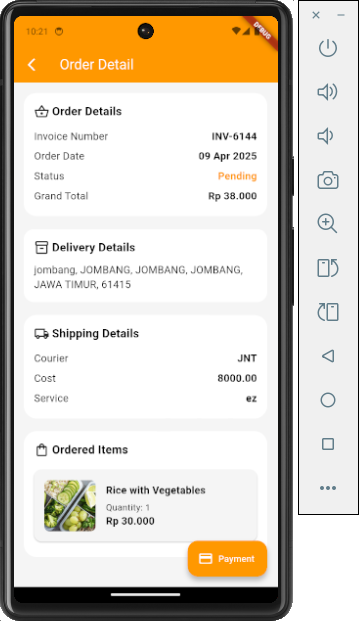 10:21
DEBUG
Order Detail
Order Details
Invoice Number INV-6144
Order Date 09 Apr 2025
Status Pending
Grand Total Rp 38.000
Delivery Details
jombang, JOMBANG, JOMBANG, JOMBANG,
JAWA TIMUR, 61415
Shipping Details
Courier JNT
Cost 8000.00
Service ez
Ordered Items
Rice with Vegetables
Quantity: 1
Rp 30.000
Payment